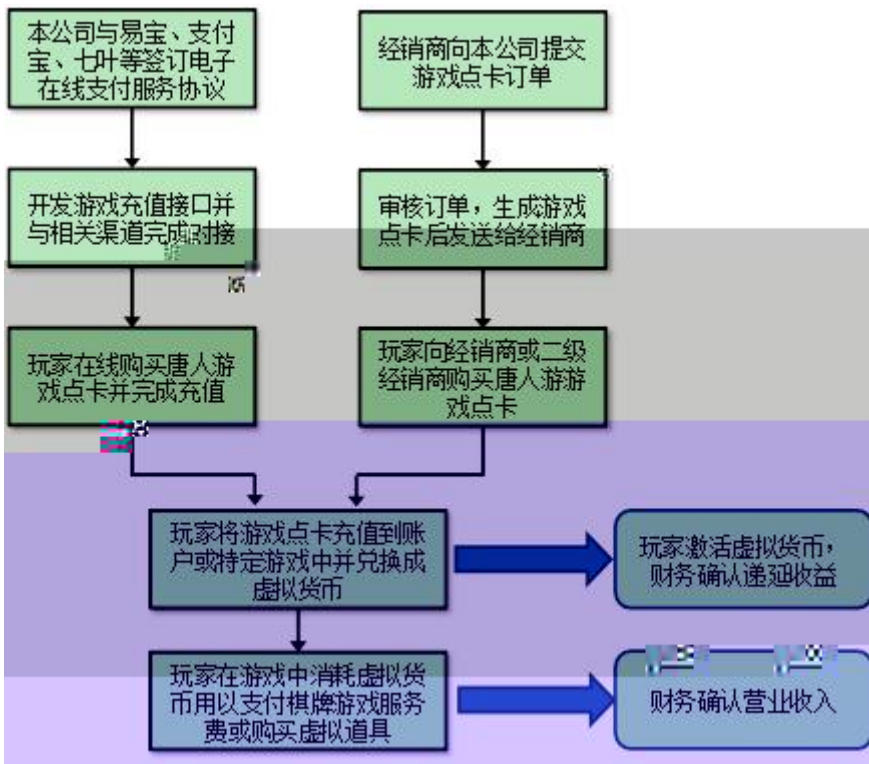 本公司与易宝、支付
宝、七叶等签订电子
在线支付服务协议
经销商向本公司提交
游戏点卡订单
开发游戏充值接口并
与相关渠道完成对接
审核订单，生成游戏
点卡后发送给经销商
玩家在线购买唐人游
戏点卡并完成充值
玩家向经销商或二级
经销商购买唐人游游
戏点卡
玩家将游戏点卡充值到账
户或特定游戏中并兑换成
虚拟货币
玩家激活虚拟货币，
财务确认递延收益
玩家在游戏中消耗虚拟货
币用以支付棋牌游戏服务
费或购买虚拟道具
财务确认营业收入